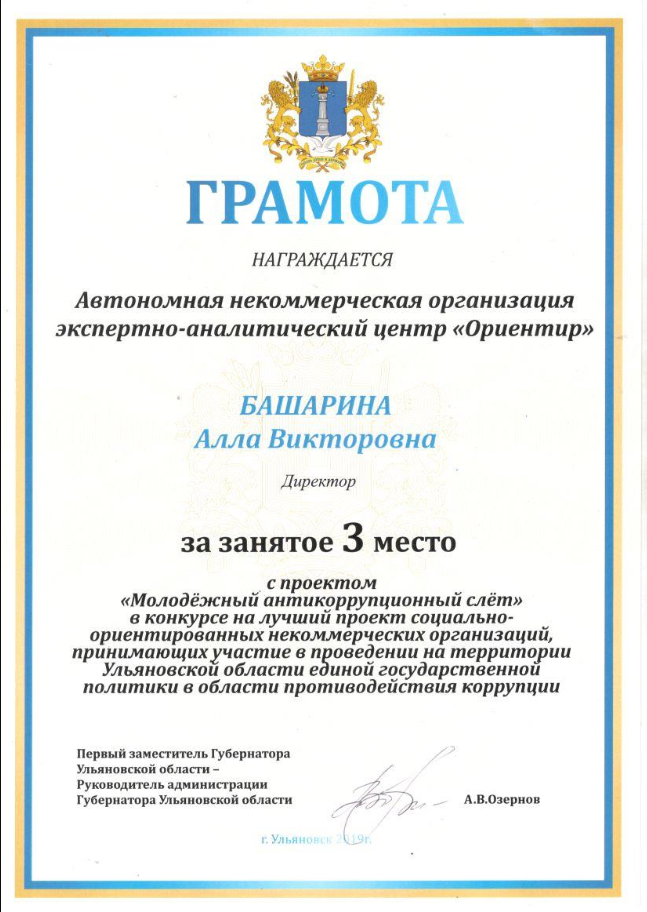 ГРАМОТА
НАГРАЖДАЕТСЯ
Автономная некоммерческая организация
экспертно-аналитический центр «Ориентир»
БАШАРИНА
Алла Викторовна
Директор
за занятое 3 место
с проектом
«Молодёжный антикоррупционный слёт»
в конкурсе на лучший проект социально-
ориентированных некоммерческих организаций,
принимающих участие в проведении на территории
Ульяновской области единой государственной
политики в области противодействия коррупции
Первый заместитель Губернатора
Ульяновской области –
Руководитель администрации
Губернатора Ульяновской области
А.В.Озернов
г. Ульяновск 2019г.